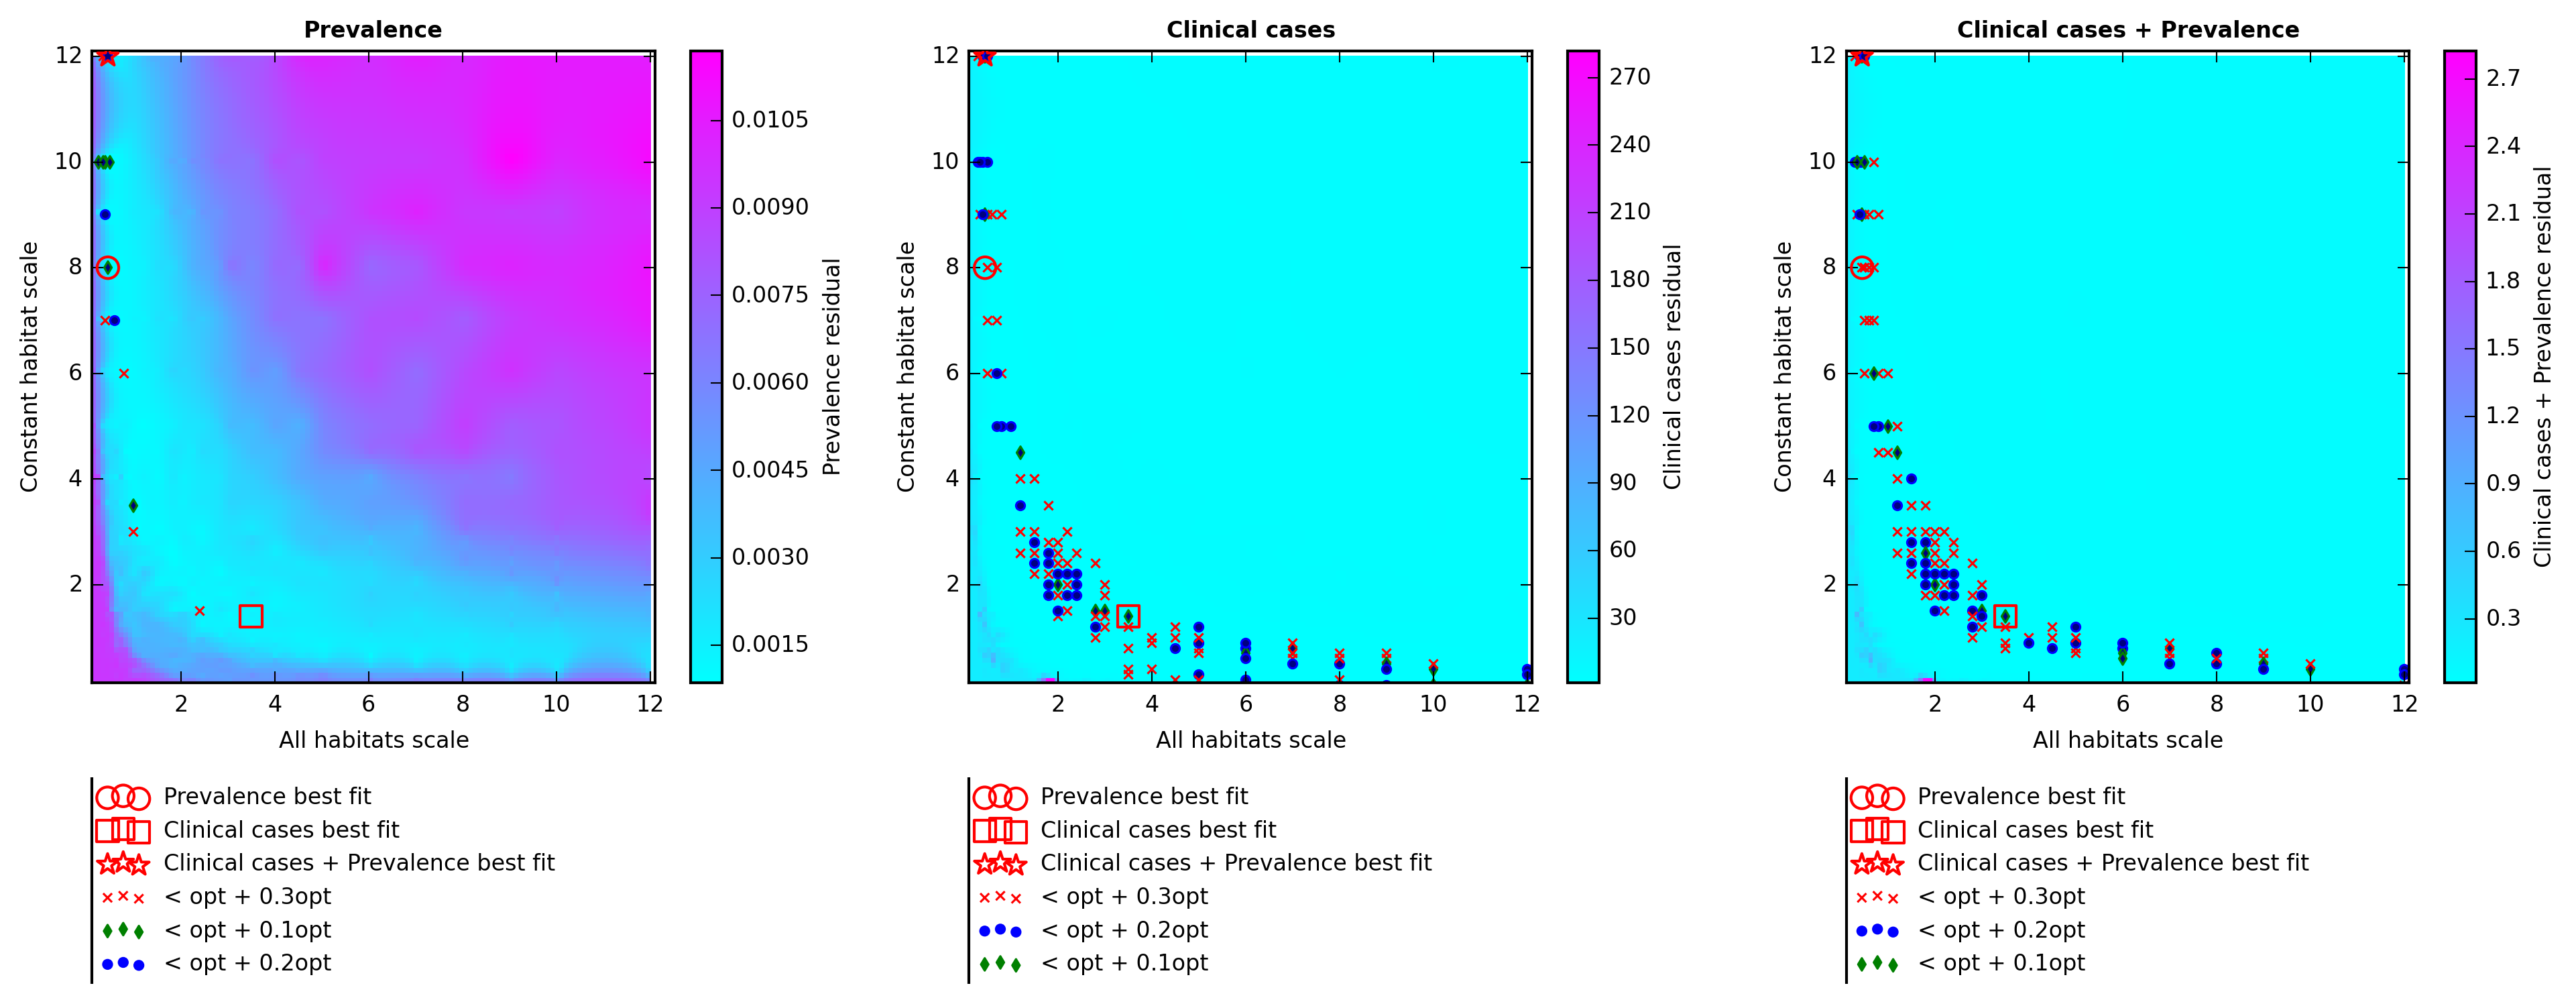 Prevalence
12
10
8
6
4
2
Constant habitat scale
2 4 6 8 10 12
All habitats scale
0.0105
0.0090
0.0075
0.0060
0.0045
0.0030
0.0015
Prevalence residual
Prevalence best fit
Clinical cases best fit
Clinical cases + Prevalence best fit
< opt + 0.3opt
< opt + 0.1opt
< opt + 0.2opt
Clinical cases
12
10
8
6
4
2
Constant habitat scale
2 4 6 8 10 12
All habitats scale
270
240
210
180
150
120
90
60
30
Clinical cases residual
Prevalence best fit
Clinical cases best fit
Clinical cases + Prevalence best fit
< opt + 0.3opt
< opt + 0.2opt
< opt + 0.1opt
Clinical cases + Prevalence
12
10
8
6
4
2
Constant habitat scale
2 4 6 8 10 12
All habitats scale
2.7
2.4
2.1
1.8
1.5
1.2
0.9
0.6
0.3
Clinical cases + Prevalence residual
Prevalence best fit
Clinical cases best fit
Clinical cases + Prevalence best fit
< opt + 0.3opt
< opt + 0.2opt
< opt + 0.1opt